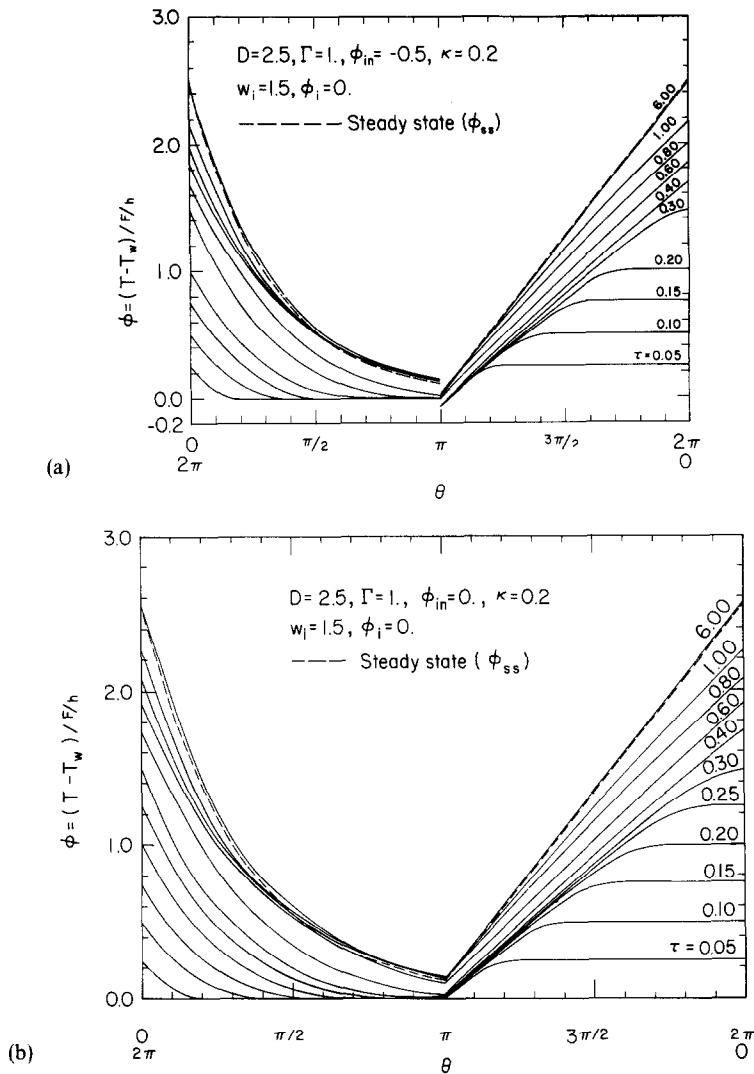 3.0
D=2.5, Γ=1., ϕin= -0.5, κ=0.2
wi=1.5, ϕi=0.
Steady state (ϕss)
2.0
1.0
0.0
-0.2
ϕ=(T-Tw)/F/h
6.00
1.00
0.80
0.60
0.40
0.30
0.20
0.15
0.10
τ=0.05
0 π/2 π 3π/2 2π
2π 0
θ
(a)
3.0
D=2.5, Γ=1., ϕin=0., κ=0.2
wi=1.5, ϕi=0.
Steady state ( ϕss)
2.0
1.0
0.0
ϕ=(T-Tw)/F/h
6.00
1.00
0.80
0.60
0.40
0.30
0.25
0.20
0.15
0.10
τ=0.05
0 π/2 π 3π/2 2π
2π 0
θ
(b)